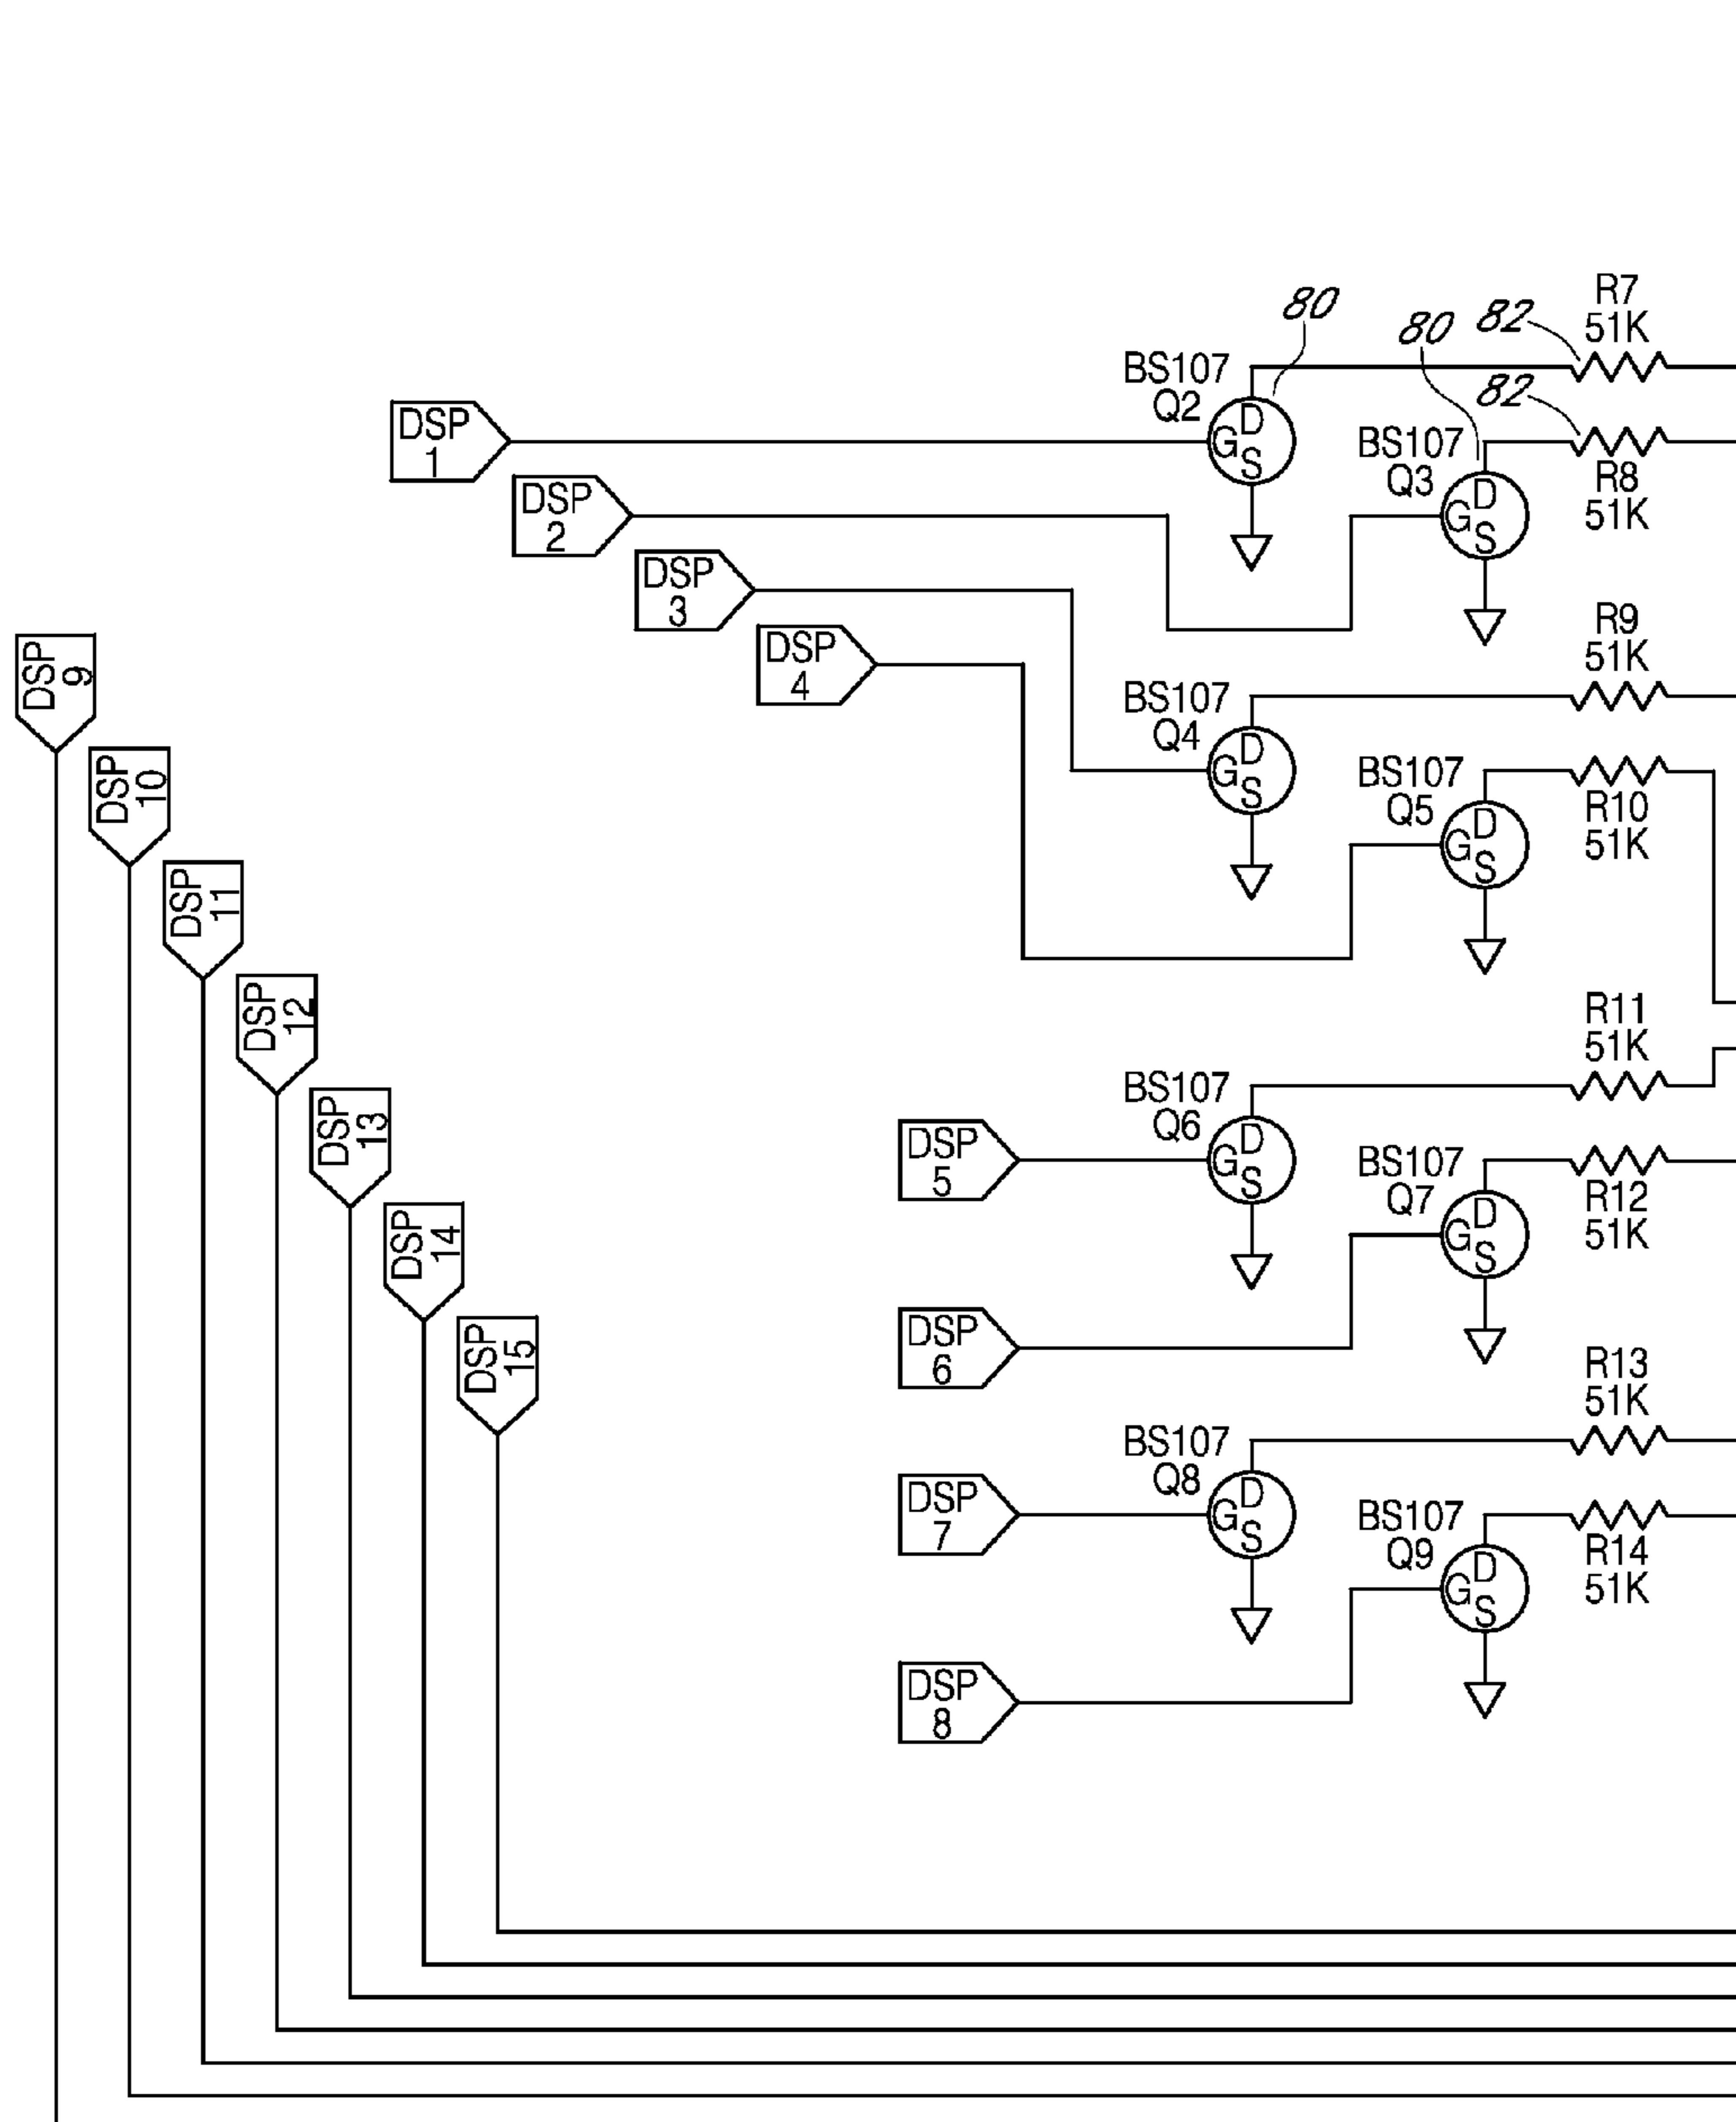 R7
51K
80
80
82
BS107
Q2
D
G
S
82
DSP
1
BS107
Q3
D
G
S
R8
51K
DSP
2
DSP
3
DSP
4
R9
51K
BS107
Q4
D
G
S
BS107
Q5
D
G
S
R10
51K
DSP
9
DSP
10
DSP
11
DSP
12
DSP
13
DSP
14
DSP
15
R11
51K
BS107
Q6
D
G
S
DSP
5
BS107
Q7
D
G
S
R12
51K
DSP
6
R13
51K
BS107
Q8
D
G
S
DSP
7
BS107
Q9
D
G
S
R14
51K
DSP
8